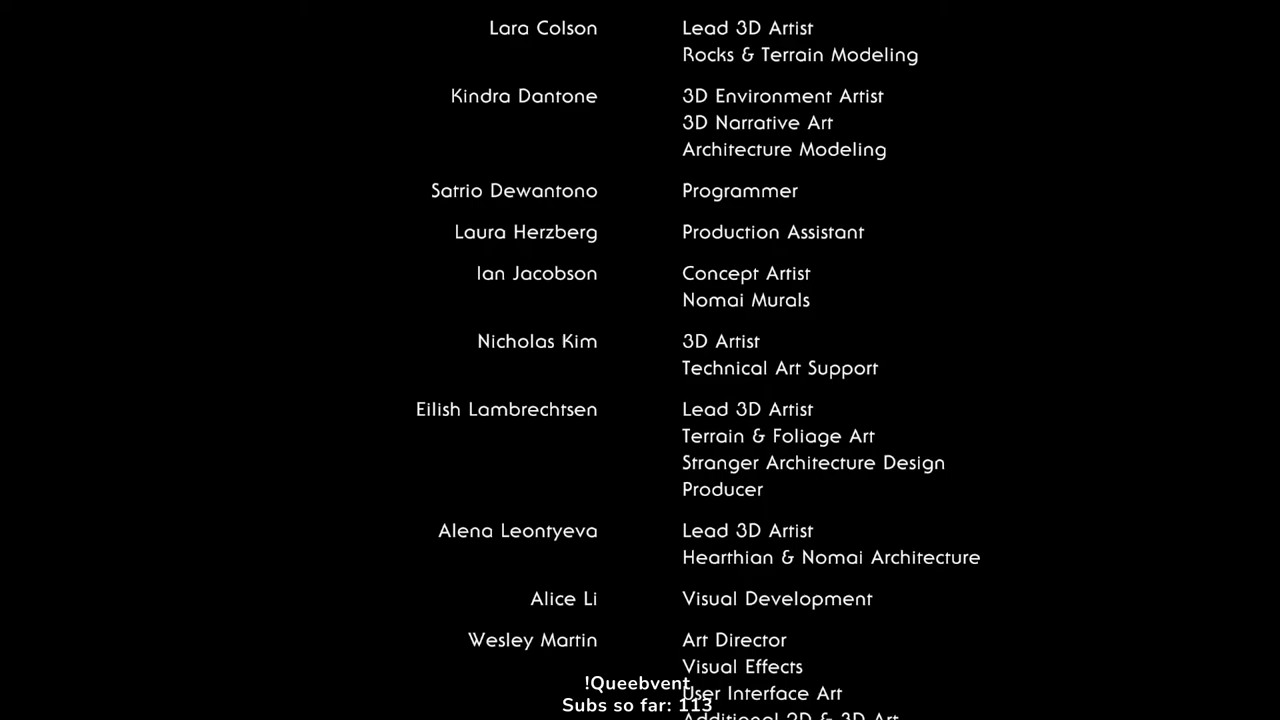 Lara Colson Lead 3D Artist
Rocks & Terrain Modeling
Kindra Dantone 3D Environment Artist
3D Narrative Art
Architecture Modeling
Satrio Dewantono Programmer
Laura Herzberg Production Assistant
Ian Jacobson Concept Artist
Nomai Murals
Nicholas Kim 3D Artist
Technical Art Support
Eilish Lambrechtsen Lead 3D Artist
Terrain & Foliage Art
Stranger Architecture Design
Producer
Alena Leontyeva Lead 3D Artist
Hearthian & Nomai Architecture
Alice Li Visual Development
Wesley Martin Art Director
Visual Effects
!Queebvent
User Interface Art
Subs so far: 113
Additional 2D & 3D Art